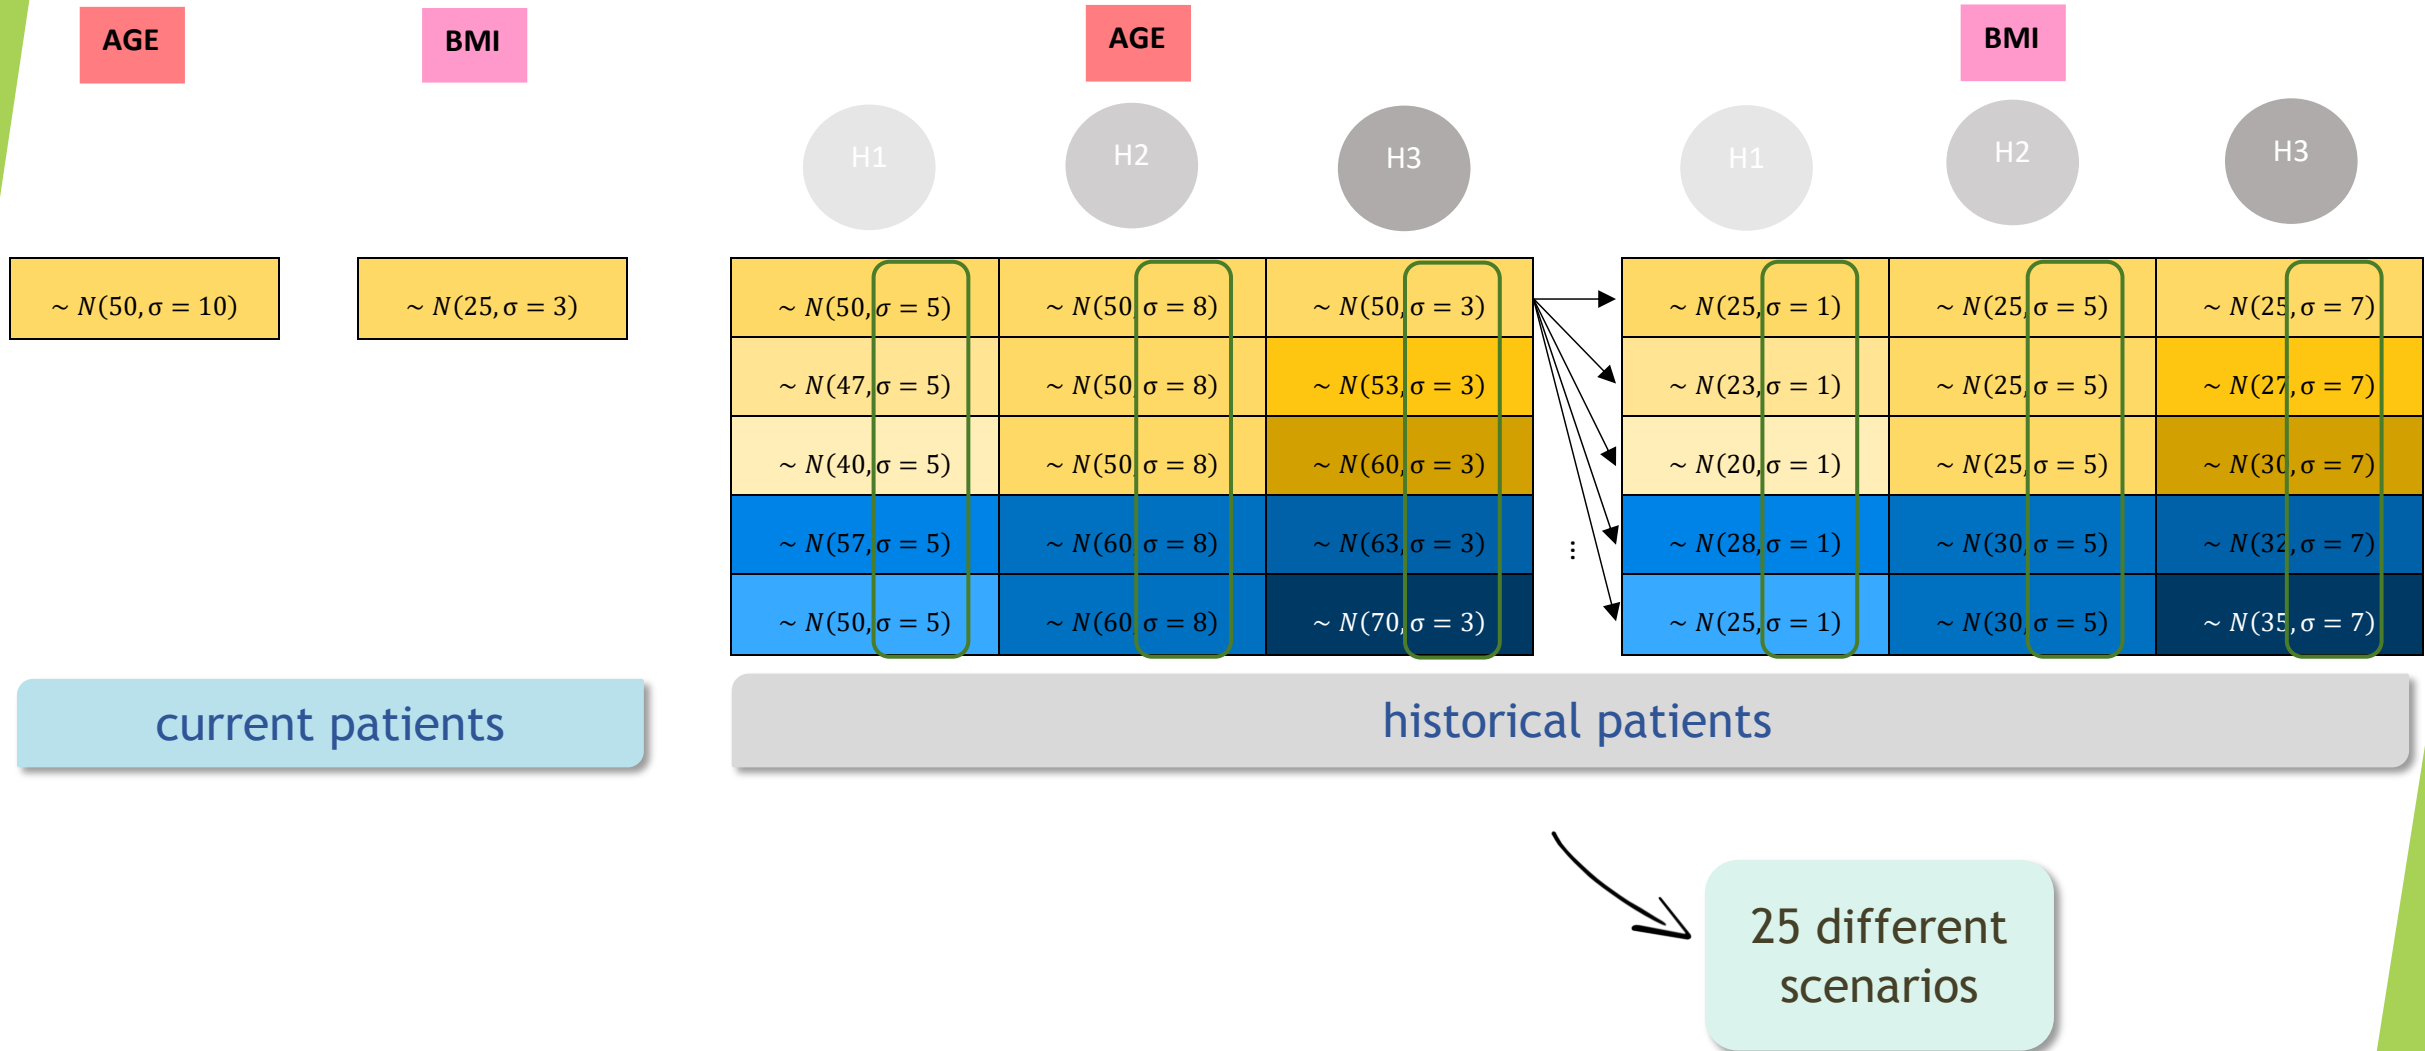 AGE
BMI
AGE
BMI
H1
H2
H3
H1
H2
H3
~ N(50, σ = 10)
~ N(25, σ = 3)
~ N(50, σ = 5)
~ N(50, σ = 8)
~ N(50, σ = 3)
~ N(25, σ = 1)
~ N(25, σ = 5)
~ N(25, σ = 7)
~ N(47, σ = 5)
~ N(50, σ = 8)
~ N(53, σ = 3)
~ N(23, σ = 1)
~ N(25, σ = 5)
~ N(27, σ = 7)
~ N(40, σ = 5)
~ N(50, σ = 8)
~ N(60, σ = 3)
~ N(20, σ = 1)
~ N(25, σ = 5)
~ N(30, σ = 7)
~ N(57, σ = 5)
~ N(60, σ = 8)
~ N(63, σ = 3)
⋮
~ N(28, σ = 1)
~ N(30, σ = 5)
~ N(32, σ = 7)
~ N(50, σ = 5)
~ N(60, σ = 8)
~ N(70, σ = 3)
~ N(25, σ = 1)
~ N(30, σ = 5)
~ N(35, σ = 7)
current patients
historical patients
25 different
scenarios